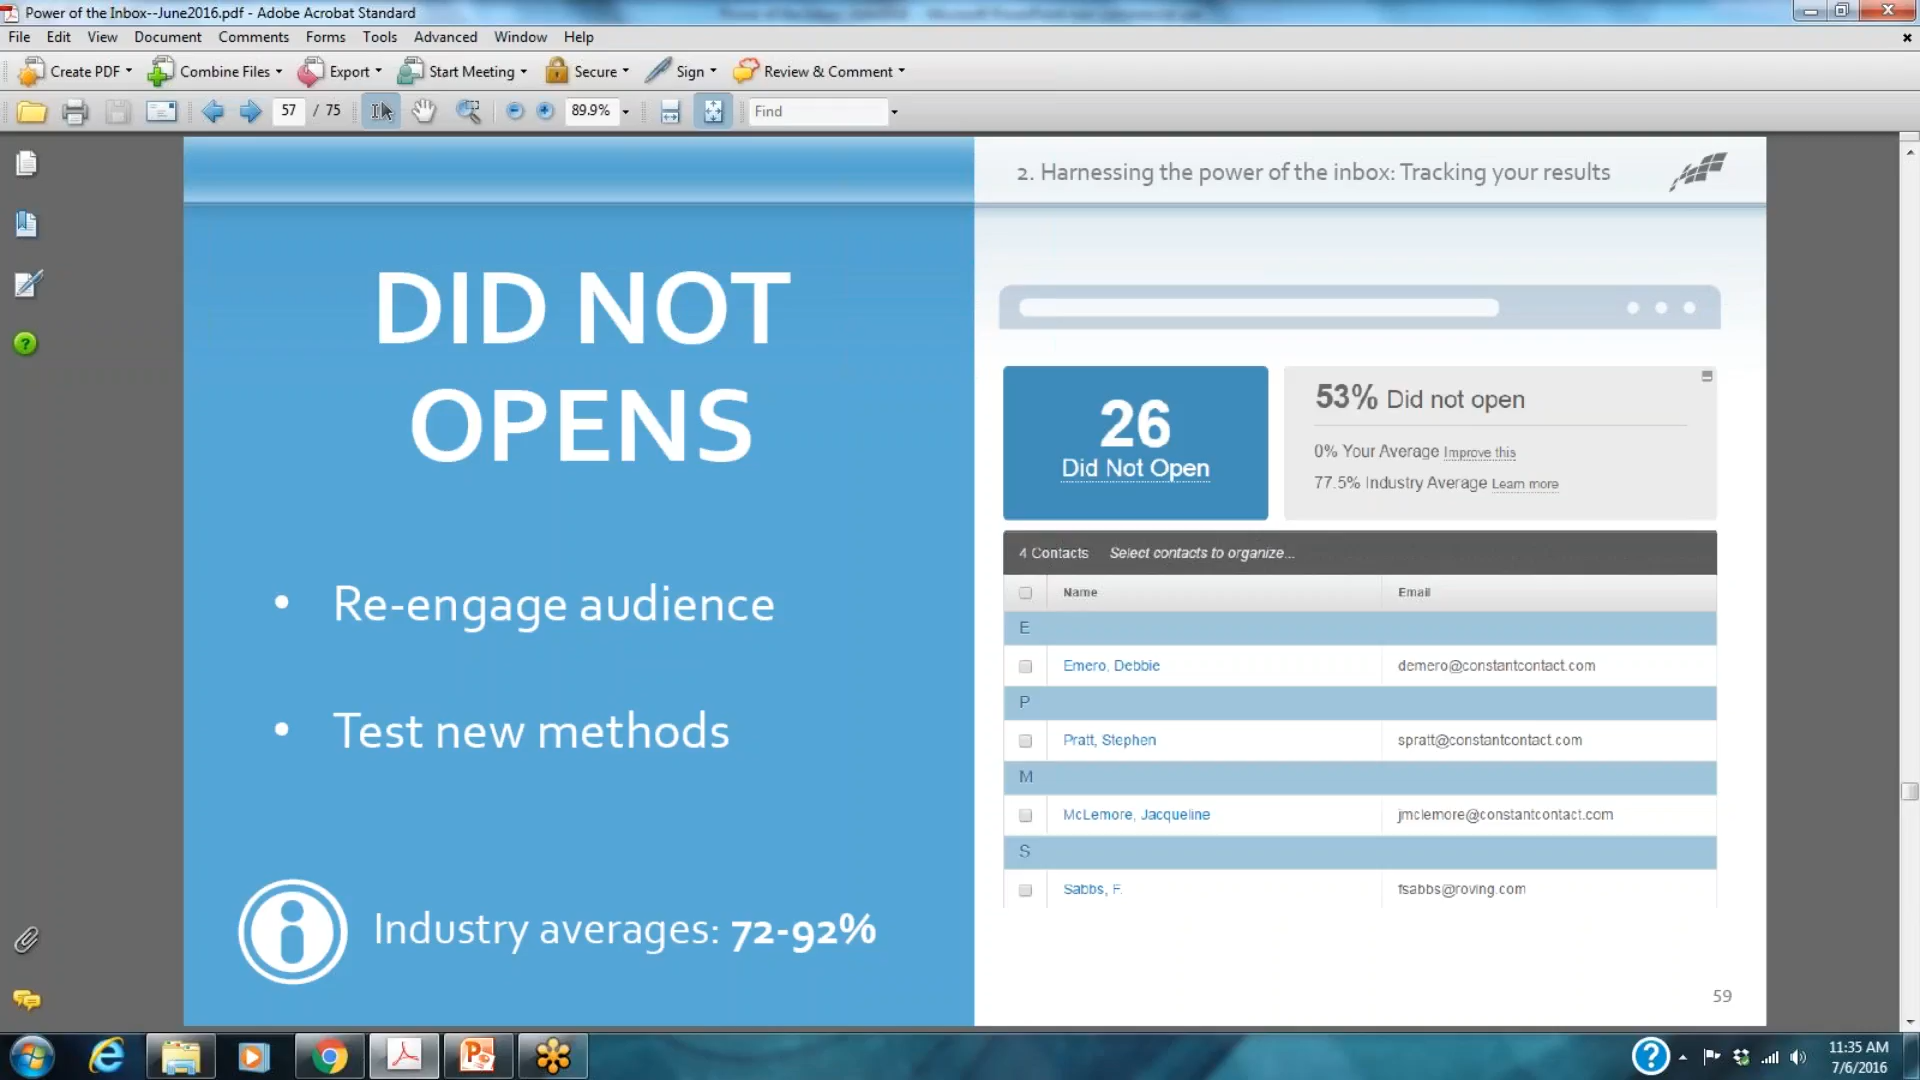 Power of the Inbox--June2016.pdf - Adobe Acrobat Standard
File Edit View Document Comments Forms Tools Advanced Window Help
Create PDF Combine Files Export Start Meeting Secure Sign Review & Comment
57 / 75 89.9% Find
2. Harnessing the power of the inbox: Tracking your results
DID NOT
OPENS
• Re-engage audience
• Test new methods
Industry averages: 72-92%
26
Did Not Open
53% Did not open
0% Your Average Improve this
77.5% Industry Average Learn more
4 Contacts Select contacts to organize...
Name Email
E
Emero, Debbie demero@constantcontact.com
P
Pratt, Stephen spratt@constantcontact.com
M
McLemore, Jacqueline jmclemore@constantcontact.com
S
Sabbs, F. fsabbs@roving.com
59
11:35 AM
7/6/2016